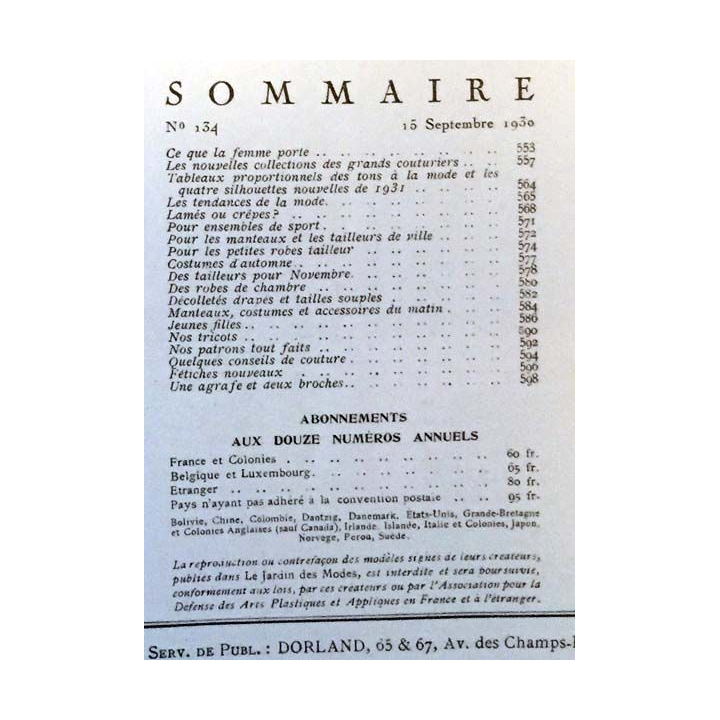 SOMMAIRE
Nº 134 15 Septembre 1930
Ce que la femme porte .. .. .. .. .. .. .. .. 553
Les nouvelles collections des grands couturiers .. .. .. 557
Tableaux proportionnels des tons à la mode et les
quatre silhouettes nouvelles de 1931 .. .. .. .. 564
Les tendances de la mode. .. .. .. .. .. .. .. 565
Lamés ou crêpes? .. .. .. .. .. .. .. .. .. 568
Pour ensembles de sport .. .. .. .. .. .. .. .. 571
Pour les manteaux et les tailleurs de ville .. .. .. .. 572
Pour les petites robes tailleur .. .. .. .. .. .. .. 574
Costumes d'automne .. .. .. .. .. .. .. .. .. 577
Des tailleurs pour Novembre. .. .. .. .. .. .. .. 578
Des robes de chambre .. .. .. .. .. .. .. .. .. 580
Décolletés drapés et tailles souples . .. .. .. .. .. 582
Manteaux, costumes et accessoires du matin . .. .. .. 584
Jeunes filles .. .. .. .. .. .. .. .. .. .. .. 586
Nos tricots .. .. .. .. .. .. .. .. .. .. .. 590
Nos patrons tout faits .. .. .. .. .. .. .. .. .. 592
Quelques conseils de couture . .. .. .. .. .. .. .. 594
Fétiches nouveaux . .. .. .. .. .. .. .. .. .. 596
Une agrafe et deux broches.. .. .. .. .. .. .. .. 598
ABONNEMENTS
AUX DOUZE NUMÉROS ANNUELS
France et Colonies . .. .. .. .. .. .. .. .. 60 fr.
Belgique et Luxembourg. .. .. .. .. .. .. .. 65 fr.
Etranger .. .. .. .. .. .. .. .. .. .. .. 80 fr.
Pays n'ayant pas adhéré à la convention postale .. .. .. 95 fr.
Bolivie, Chine, Colombie, Dantzig, Danemark, Etats-Unis, Grande-Bretagne
et Colonies Anglaises (sauf Canada), Irlande, Islande, Italie et Colonies, Japon,
Norvège, Pérou, Suède.
La reproduction ou contrefaçon des modèles signés de leurs créateurs,
publiés dans Le Jardin des Modes, est interdite et sera poursuivie,
conformément aux lois, par ces créateurs ou par l'Association pour la
Défense des Arts Plastiques et Appliqués en France et à l'étranger.
SERV. DE PUBL. : DORLAND, 65 & 67, Av. des Champs-